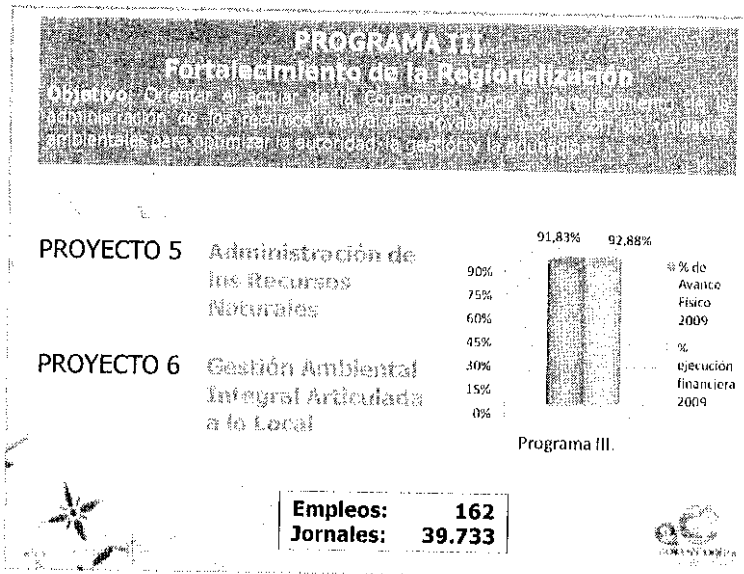 PROGRAMA III
Fortalecimiento de la Regionalización
Objetivo: Orientar el actuar de la Corporación hacia el fortalecimiento de la
administración de los recursos naturales renovables, con las unidades
ambientales para optimizar la autoridad, la gestión y la educación
PROYECTO 5 Administración de
los Recursos
Naturales
PROYECTO 6 Gestión Ambiental
Integral Articulada
a lo Local
91,83% 92,88%
90%
75%
60%
45%
30%
15%
0%
% de
Avance
Físico
2009
%
ejecución
financiera
2009
Programa III.
Empleos: 162
Jornales: 39.733